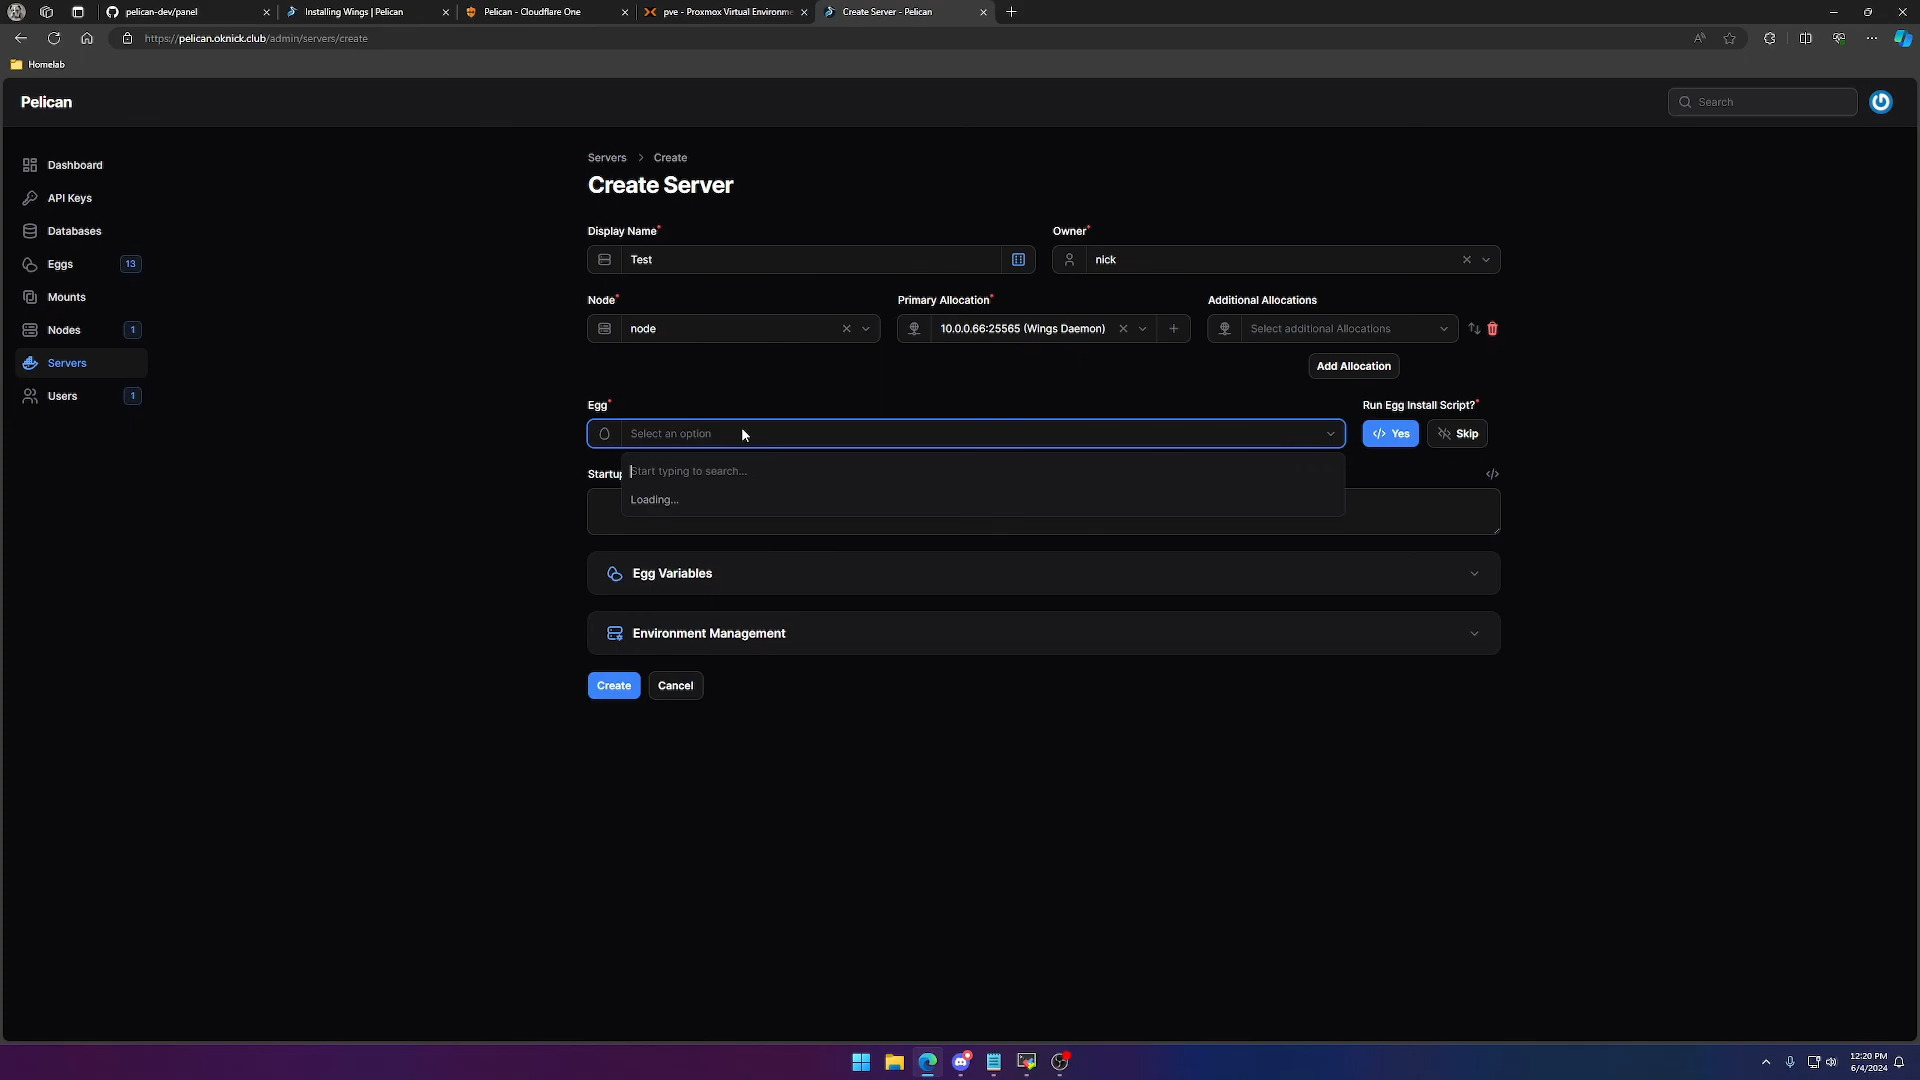 pelican-dev/panel
Installing Wings | Pelican
Pelican - Cloudflare One
pve - Proxmox Virtual Environme
Create Server - Pelican
https://pelican.oknick.club/admin/servers/create
Homelab
Pelican
Search
Dashboard
API Keys
Databases
Eggs 13
Mounts
Nodes 1
Servers
Users 1
Servers > Create
Create Server
Display Name*
Owner*
Test
nick
Node*
Primary Allocation*
Additional Allocations
node
10.0.0.66:25565 (Wings Daemon)
Select additional Allocations
Add Allocation
Egg*
Run Egg Install Script?*
Select an option
Yes
Skip
Startup
Start typing to search...
Loading...
Egg Variables
Environment Management
Create
Cancel
12:20 PM
6/4/2024